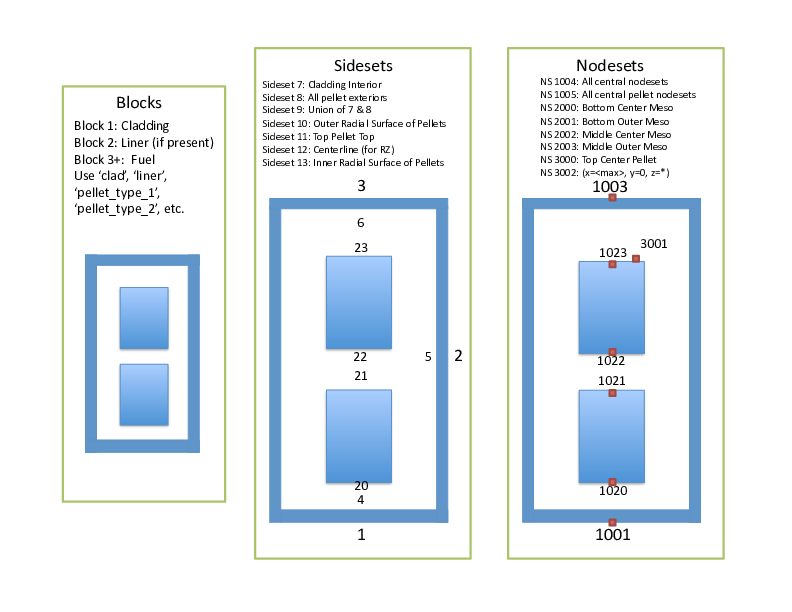 Blocks
Block 1: Cladding
Block 2: Liner (if present)
Block 3+: Fuel
Use ‘clad’, ‘liner’,
‘pellet_type_1’,
‘pellet_type_2’, etc.
Sidesets
Sideset 7: Cladding Interior
Sideset 8: All pellet exteriors
Sideset 9: Union of 7 & 8
Sideset 10: Outer Radial Surface of Pellets
Sideset 11: Top Pellet Top
Sideset 12: Centerline (for RZ)
Sideset 13: Inner Radial Surface of Pellets
3
6
23
22
5
2
21
20
4
1
Nodesets
NS 1004: All central nodesets
NS 1005: All central pellet nodesets
NS 2000: Bottom Center Meso
NS 2001: Bottom Outer Meso
NS 2002: Middle Center Meso
NS 2003: Middle Outer Meso
NS 3000: Top Center Pellet
NS 3002: (x=<max>, y=0, z=*)
1003
3001
1023
1022
1021
1020
1001